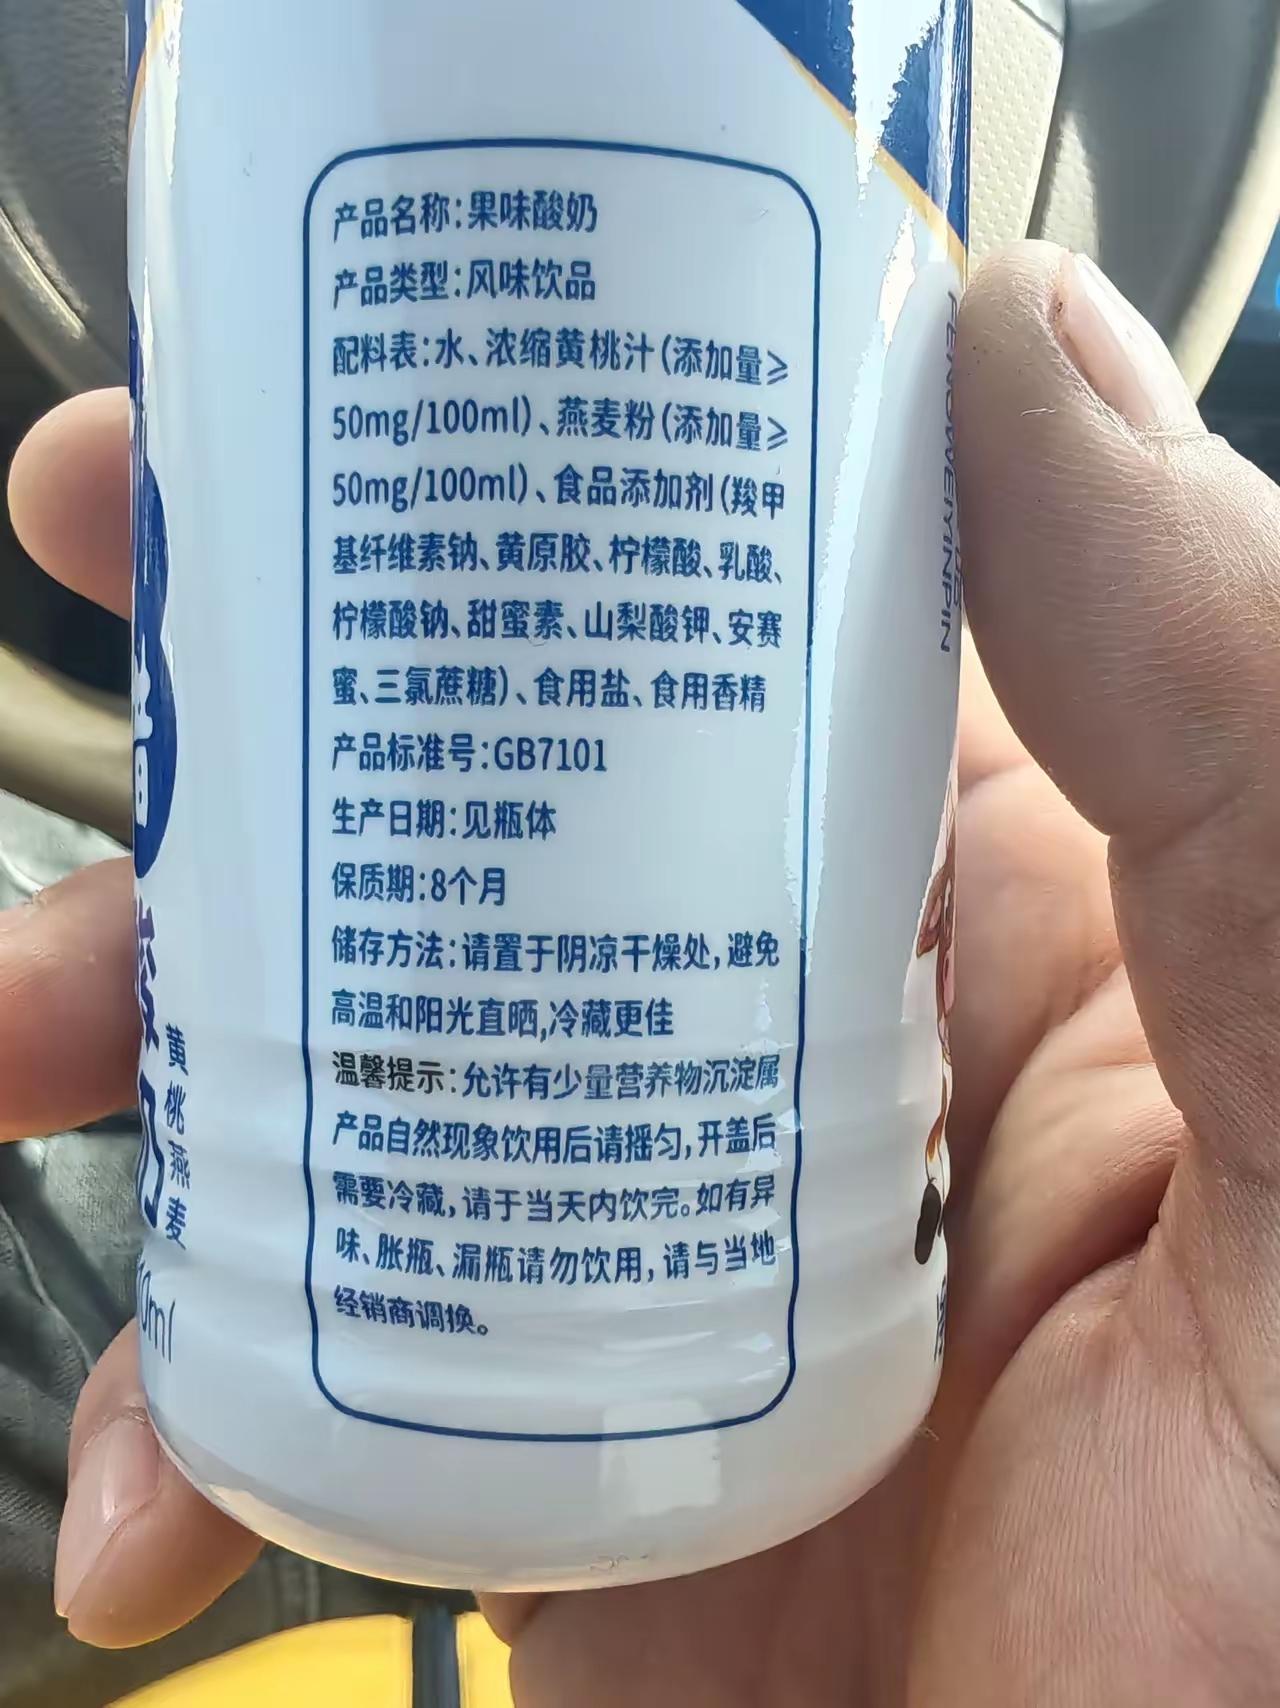 产品名称：果味酸奶
产品类型：风味饮品
配料表：水、浓缩黄桃汁（添加量≥
50mg/100ml）、燕麦粉（添加量≥
50mg/100ml）、食品添加剂（羧甲
基纤维素钠、黄原胶、柠檬酸、乳酸、
柠檬酸钠、甜蜜素、山梨酸钾、安赛
蜜、三氯蔗糖）、食用盐、食用香精
产品标准号：GB7101
生产日期：见瓶体
保质期：8个月
储存方法：请置于阴凉干燥处，避免
高温和阳光直晒,冷藏更佳
温馨提示：允许有少量营养物沉淀属
产品自然现象饮用后请摇匀，开盖后
需要冷藏，请于当天内饮完。如有异
味、胀瓶、漏瓶请勿饮用，请与当地
经销商调换。
黄桃燕麦
0ml
FENGWEIYINPIN